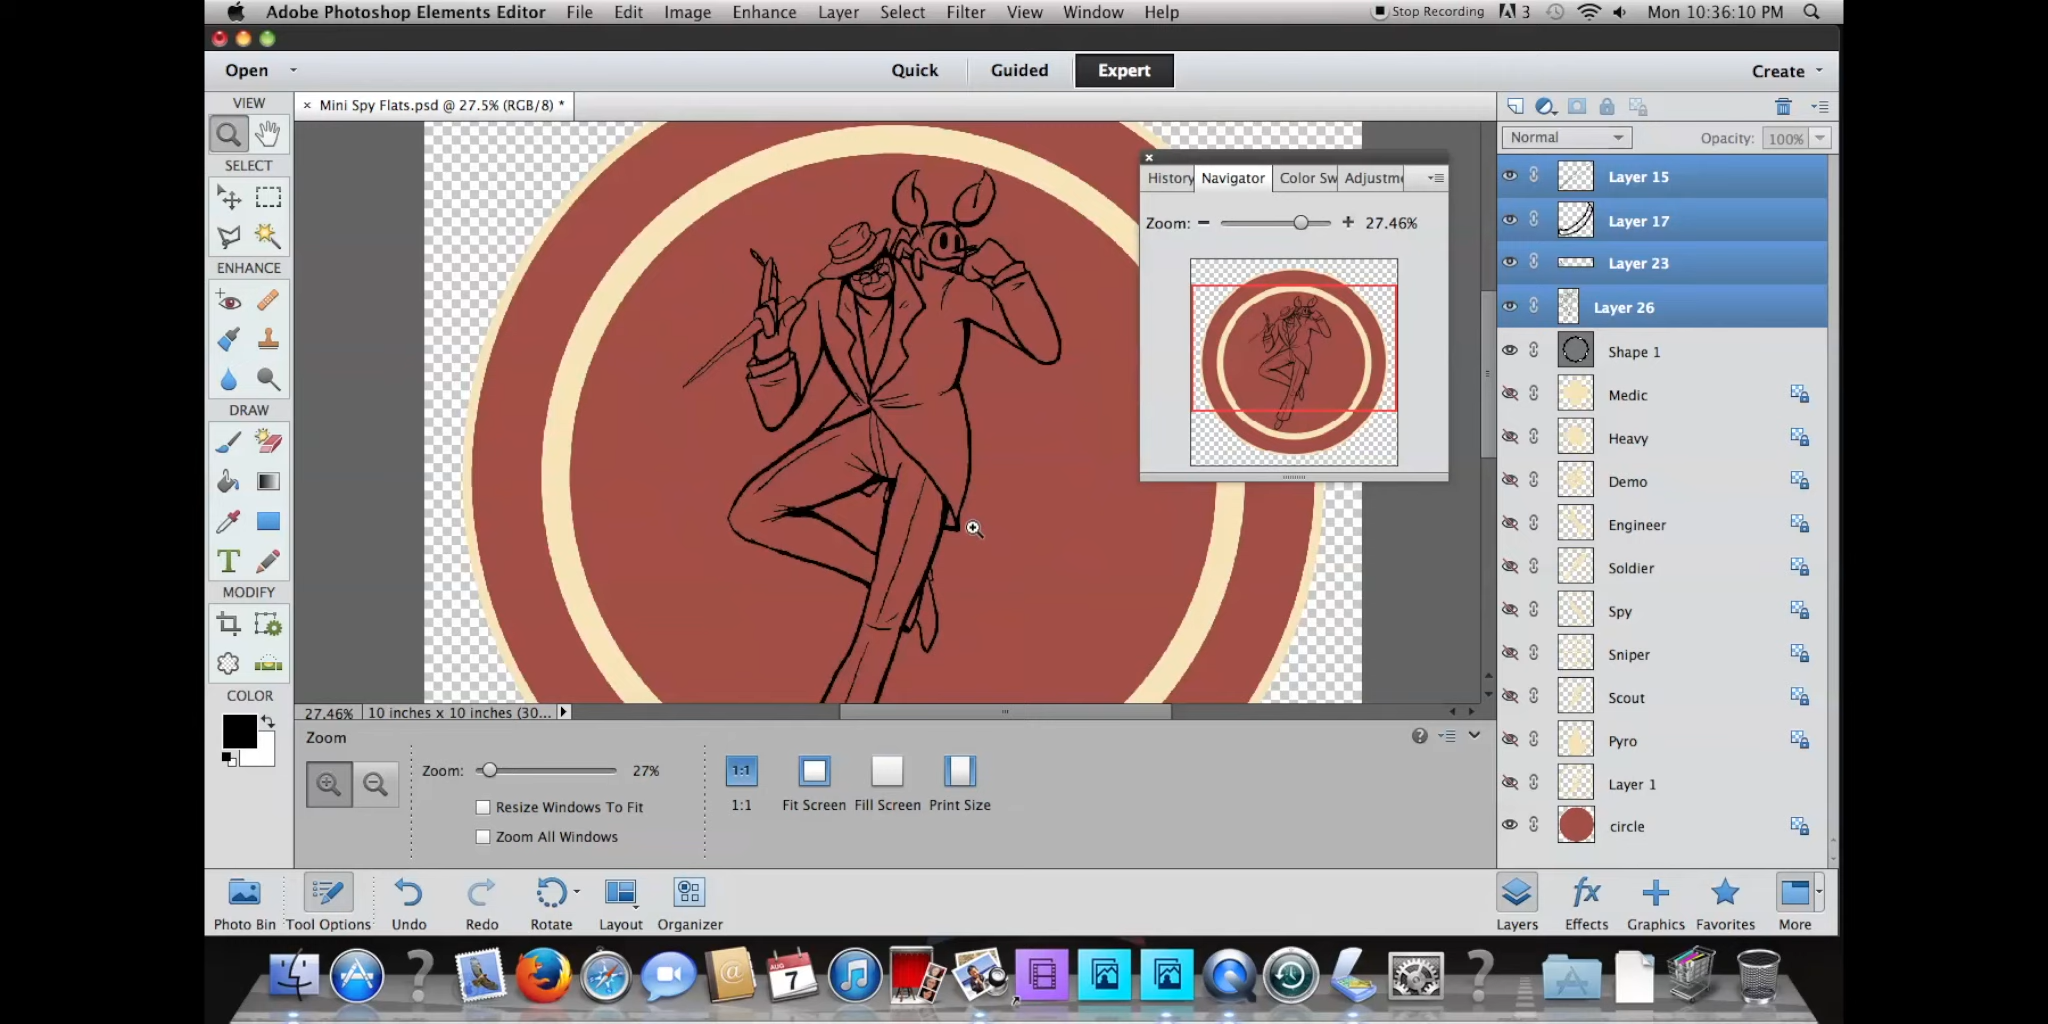 Adobe Photoshop Elements Editor File Edit Image Enhance Layer Select Filter View Window Help Stop Recording 3 Mon 10:36:10 PM
Open Quick Guided Expert Create
VIEW
Mini Spy Flats.psd @ 27.5% (RGB/8) *
SELECT
ENHANCE
DRAW
T
MODIFY
COLOR
History Navigator Color Sw Adjustme
Zoom: 27.46%
Normal Opacity: 100%
Layer 15
Layer 17
Layer 23
Layer 26
Shape 1
Medic
Heavy
Demo
Engineer
Soldier
Spy
Sniper
Scout
Pyro
Layer 1
circle
27.46% 10 inches x 10 inches (30...
Zoom
Zoom: 27%
Resize Windows To Fit
Zoom All Windows
1:1
1:1 Fit Screen Fill Screen Print Size
Photo Bin Tool Options Undo Redo Rotate Layout Organizer
fx
Layers Effects Graphics Favorites More
AUG
7